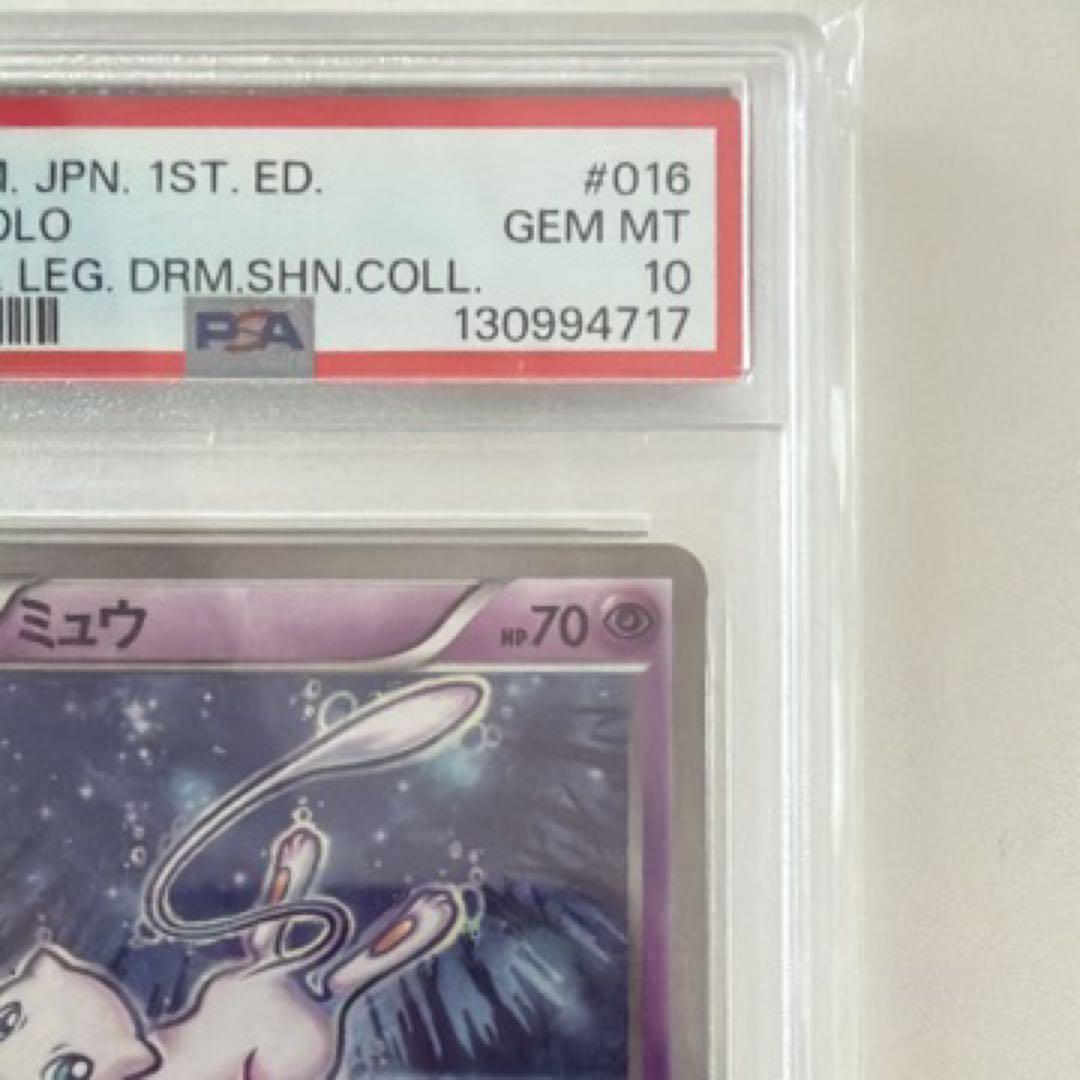 . JPN. 1ST. ED. #016
OLO GEM MT
. LEG. DRM.SHN.COLL. 10
PSA 130994717
ミュウ HP70